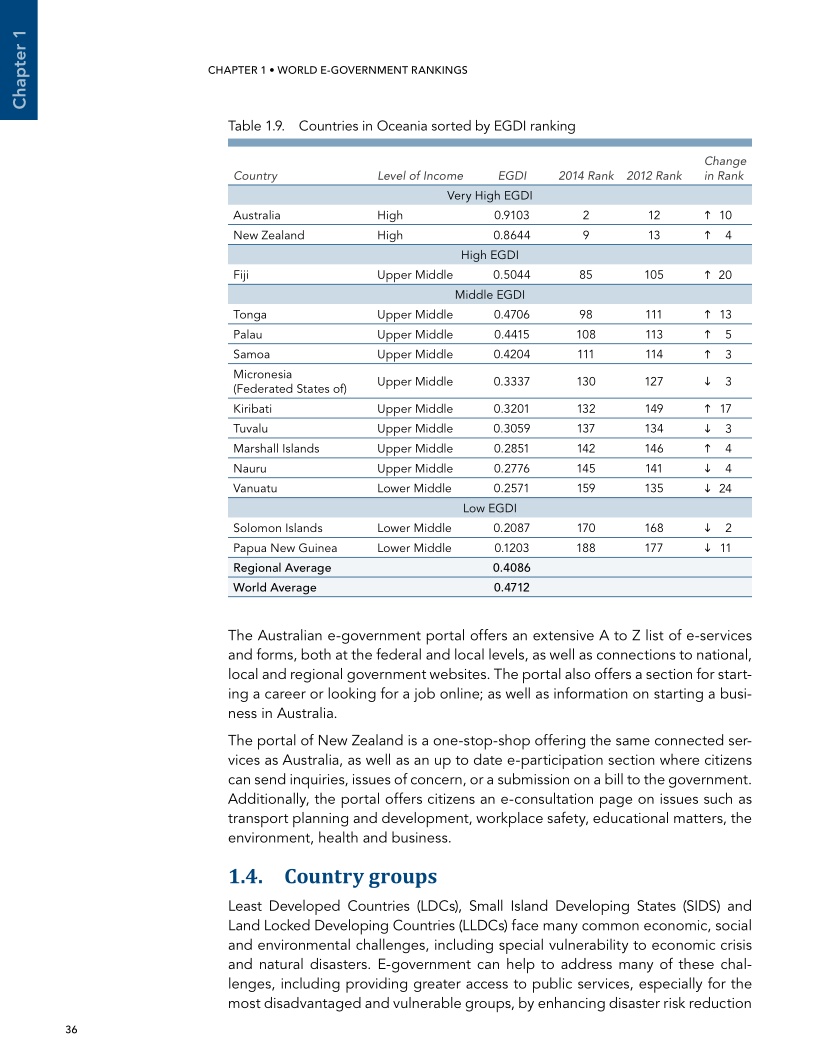 Chapter 1
CHAPTER 1 • WORLD E-GOVERNMENT RANKINGS
Table 1.9. Countries in Oceania sorted by EGDI ranking
Country Level of Income EGDI 2014 Rank 2012 Rank Change in Rank
Very High EGDI
Australia High 0.9103 2 12 ↑ 10
New Zealand High 0.8644 9 13 ↑ 4
High EGDI
Fiji Upper Middle 0.5044 85 105 ↑ 20
Middle EGDI
Tonga Upper Middle 0.4706 98 111 ↑ 13
Palau Upper Middle 0.4415 108 113 ↑ 5
Samoa Upper Middle 0.4204 111 114 ↑ 3
Micronesia
(Federated States of) Upper Middle 0.3337 130 127 ↓ 3
Kiribati Upper Middle 0.3201 132 149 ↑ 17
Tuvalu Upper Middle 0.3059 137 134 ↓ 3
Marshall Islands Upper Middle 0.2851 142 146 ↑ 4
Nauru Upper Middle 0.2776 145 141 ↓ 4
Vanuatu Lower Middle 0.2571 159 135 ↓ 24
Low EGDI
Solomon Islands Lower Middle 0.2087 170 168 ↓ 2
Papua New Guinea Lower Middle 0.1203 188 177 ↓ 11
Regional Average 0.4086
World Average 0.4712
The Australian e-government portal offers an extensive A to Z list of e-services
and forms, both at the federal and local levels, as well as connections to national,
local and regional government websites. The portal also offers a section for start-
ing a career or looking for a job online; as well as information on starting a busi-
ness in Australia.
The portal of New Zealand is a one-stop-shop offering the same connected ser-
vices as Australia, as well as an up to date e-participation section where citizens
can send inquiries, issues of concern, or a submission on a bill to the government.
Additionally, the portal offers citizens an e-consultation page on issues such as
transport planning and development, workplace safety, educational matters, the
environment, health and business.
1.4. Country groups
Least Developed Countries (LDCs), Small Island Developing States (SIDS) and
Land Locked Developing Countries (LLDCs) face many common economic, social
and environmental challenges, including special vulnerability to economic crisis
and natural disasters. E-government can help to address many of these chal-
lenges, including providing greater access to public services, especially for the
most disadvantaged and vulnerable groups, by enhancing disaster risk reduction
36